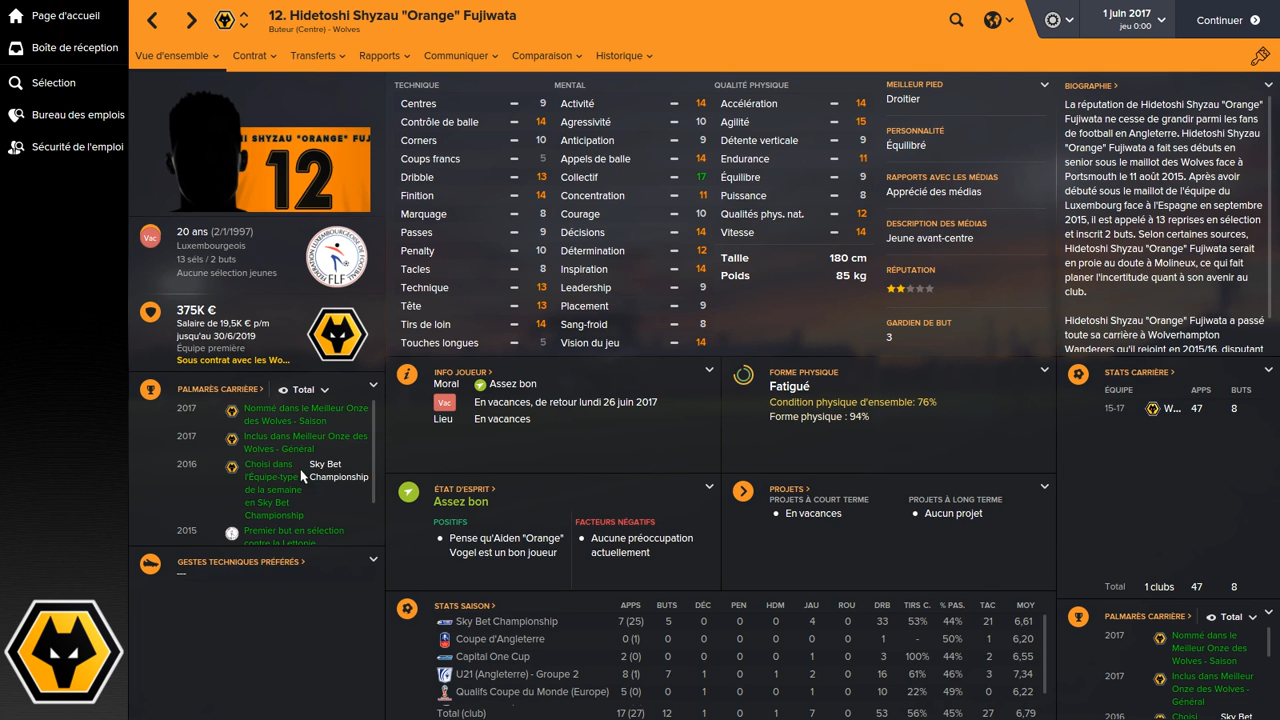 Page d'accueil
Boîte de réception
Sélection
Bureau des emplois
Sécurité de l'emploi
12. Hidetoshi Shyzau "Orange" Fujiwata
Buteur (Centre) - Wolves
1 juin 2017
jeu 0:00
Continuer
Vue d'ensemble
Contrat
Transferts
Rapports
Communiquer
Comparaison
Historique
HI SHYZAU "ORANGE" FUJ
12
Vac
20 ans (2/1/1997)
Luxembourgeois
13 séls / 2 buts
Aucune sélection jeunes
FEDERATION LUXEMBOURGEOISE DE FOOTBALL
FLF
375K €
Salaire de 19,5K € p/m
jusqu'au 30/6/2019
Équipe première
Sous contrat avec les Wo...
PALMARÈS CARRIÈRE > Total
2017 Nommé dans le Meilleur Onze
des Wolves - Saison
2017 Inclus dans Meilleur Onze des
Wolves - Général
2016 Choisi dans Sky Bet
l'Équipe-type Championship
de la semaine
en Sky Bet
Championship
2015 Premier but en sélection
contre la Lettonie
GESTES TECHNIQUES PRÉFÉRÉS >
---
TECHNIQUE
Centres - 9
Contrôle de balle - 14
Corners - 10
Coups francs - 5
Dribble - 13
Finition - 14
Marquage - 8
Passes - 9
Penalty - 10
Tacles - 8
Technique - 13
Tête - 13
Tirs de loin - 14
Touches longues - 5
MENTAL
Activité - 14
Agressivité - 10
Anticipation - 9
Appels de balle - 14
Collectif - 17
Concentration - 11
Courage - 10
Décisions - 14
Détermination - 12
Inspiration - 14
Leadership - 9
Placement - 9
Sang-froid - 8
Vision du jeu - 14
QUALITÉ PHYSIQUE
Accélération - 14
Agilité - 15
Détente verticale - 9
Endurance - 11
Équilibre - 9
Puissance - 8
Qualités phys. nat. - 12
Vitesse - 14
Taille 180 cm
Poids 85 kg
MEILLEUR PIED
Droitier
PERSONNALITÉ
Équilibré
RAPPORTS AVEC LES MÉDIAS
Apprécié des médias
DESCRIPTION DES MÉDIAS
Jeune avant-centre
RÉPUTATION
GARDIEN DE BUT
3
BIOGRAPHIE >
La réputation de Hidetoshi Shyzau "Orange"
Fujiwata ne cesse de grandir parmi les fans
de football en Angleterre. Hidetoshi Shyzau
"Orange" Fujiwata a fait ses débuts en
senior sous le maillot des Wolves face à
Portsmouth le 11 août 2015. Après avoir
débuté sous le maillot de l'équipe du
Luxembourg face à l'Espagne en septembre
2015, il est appelé à 13 reprises en sélection
et inscrit 2 buts. Selon certaines sources,
Hidetoshi Shyzau "Orange" Fujiwata serait
en proie au doute à Molineux, ce qui fait
planer l'incertitude quant à son avenir au
club.
Hidetoshi Shyzau "Orange" Fujiwata a passé
toute sa carrière à Wolverhampton
Wanderers qu'il rejoint en 2015/16, disputant
INFO JOUEUR >
Moral Assez bon
Vac En vacances, de retour lundi 26 juin 2017
Lieu En vacances
FORME PHYSIQUE
Fatigué
Condition physique d'ensemble: 76%
Forme physique : 94%
ÉTAT D'ESPRIT >
Assez bon
POSITIFS
Pense qu'Aiden "Orange"
Vogel est un bon joueur
FACTEURS NÉGATIFS
Aucune préoccupation
actuellement
PROJETS >
PROJETS À COURT TERME
En vacances
PROJETS À LONG TERME
Aucun projet
STATS CARRIÈRE >
ÉQUIPE APPS BUTS
15-17 W... 47 8
Total 1 clubs 47 8
STATS SAISON > APPS BUTS DÉC PEN HDM JAU ROU DRB TIRS C. % PAS. TAC MOY
Sky Bet Championship 7 (25) 5 0 0 0 4 0 33 53% 44% 21 6,61
Coupe d'Angleterre 0 (1) 0 0 0 0 0 0 1 - 50% 1 6,20
Capital One Cup 2 (0) 0 0 0 0 1 0 3 100% 44% 2 6,55
U21 (Angleterre) - Groupe 2 8 (1) 7 1 0 1 2 0 16 61% 46% 3 7,34
Qualifs Coupe du Monde (Europe) 5 (0) 0 1 0 0 1 0 10 22% 49% 0 6,22
Total (club) 17 (27) 12 1 0 1 7 0 53 56% 45% 27 6,79
PALMARÈS CARRIÈRE > Total
2017 Nommé dans le
Meilleur Onze des
Wolves - Saison
2017 Inclus dans Meilleur
Onze des Wolves -
Général
2016 Choisi Sky Bet